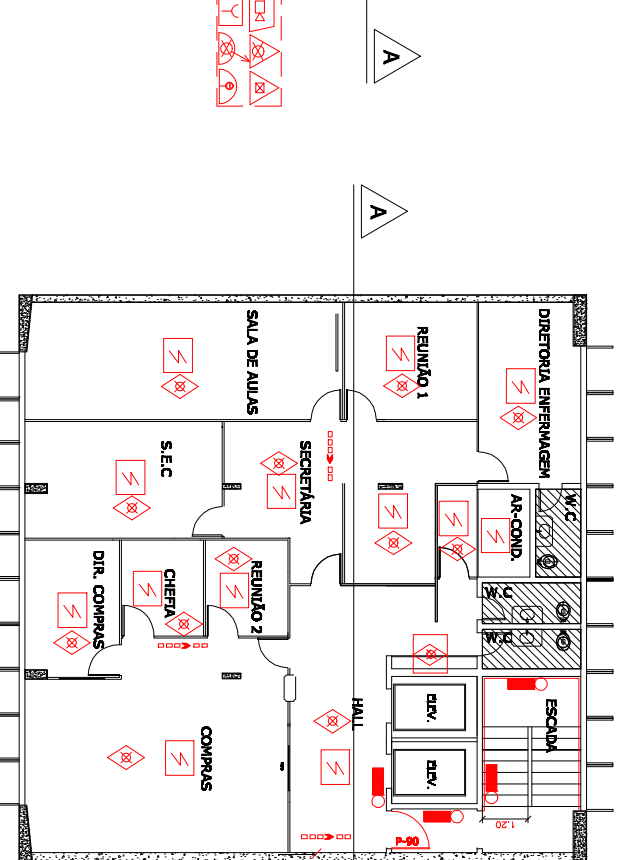 A
A
SALA DE AULAS
REUNIÃO 1
DIRETORIA ENFERMAGEM
S.E.C
SECRETÁRIA
AR-COND.
W.C
DIR. COMPRAS
CHEFIA
REUNIÃO 2
W.C
W.C
HALL
ELEV.
ELEV.
ESCADA
COMPRAS
1.20
P-90